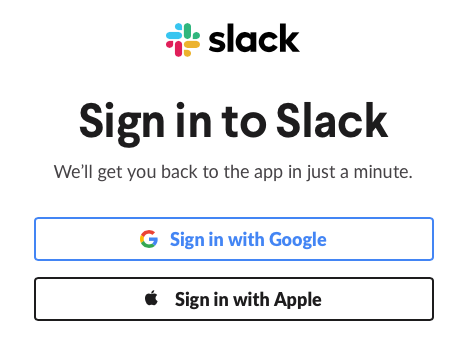 slack
Sign in to Slack
We’ll get you back to the app in just a minute.
Sign in with Google
Sign in with Apple